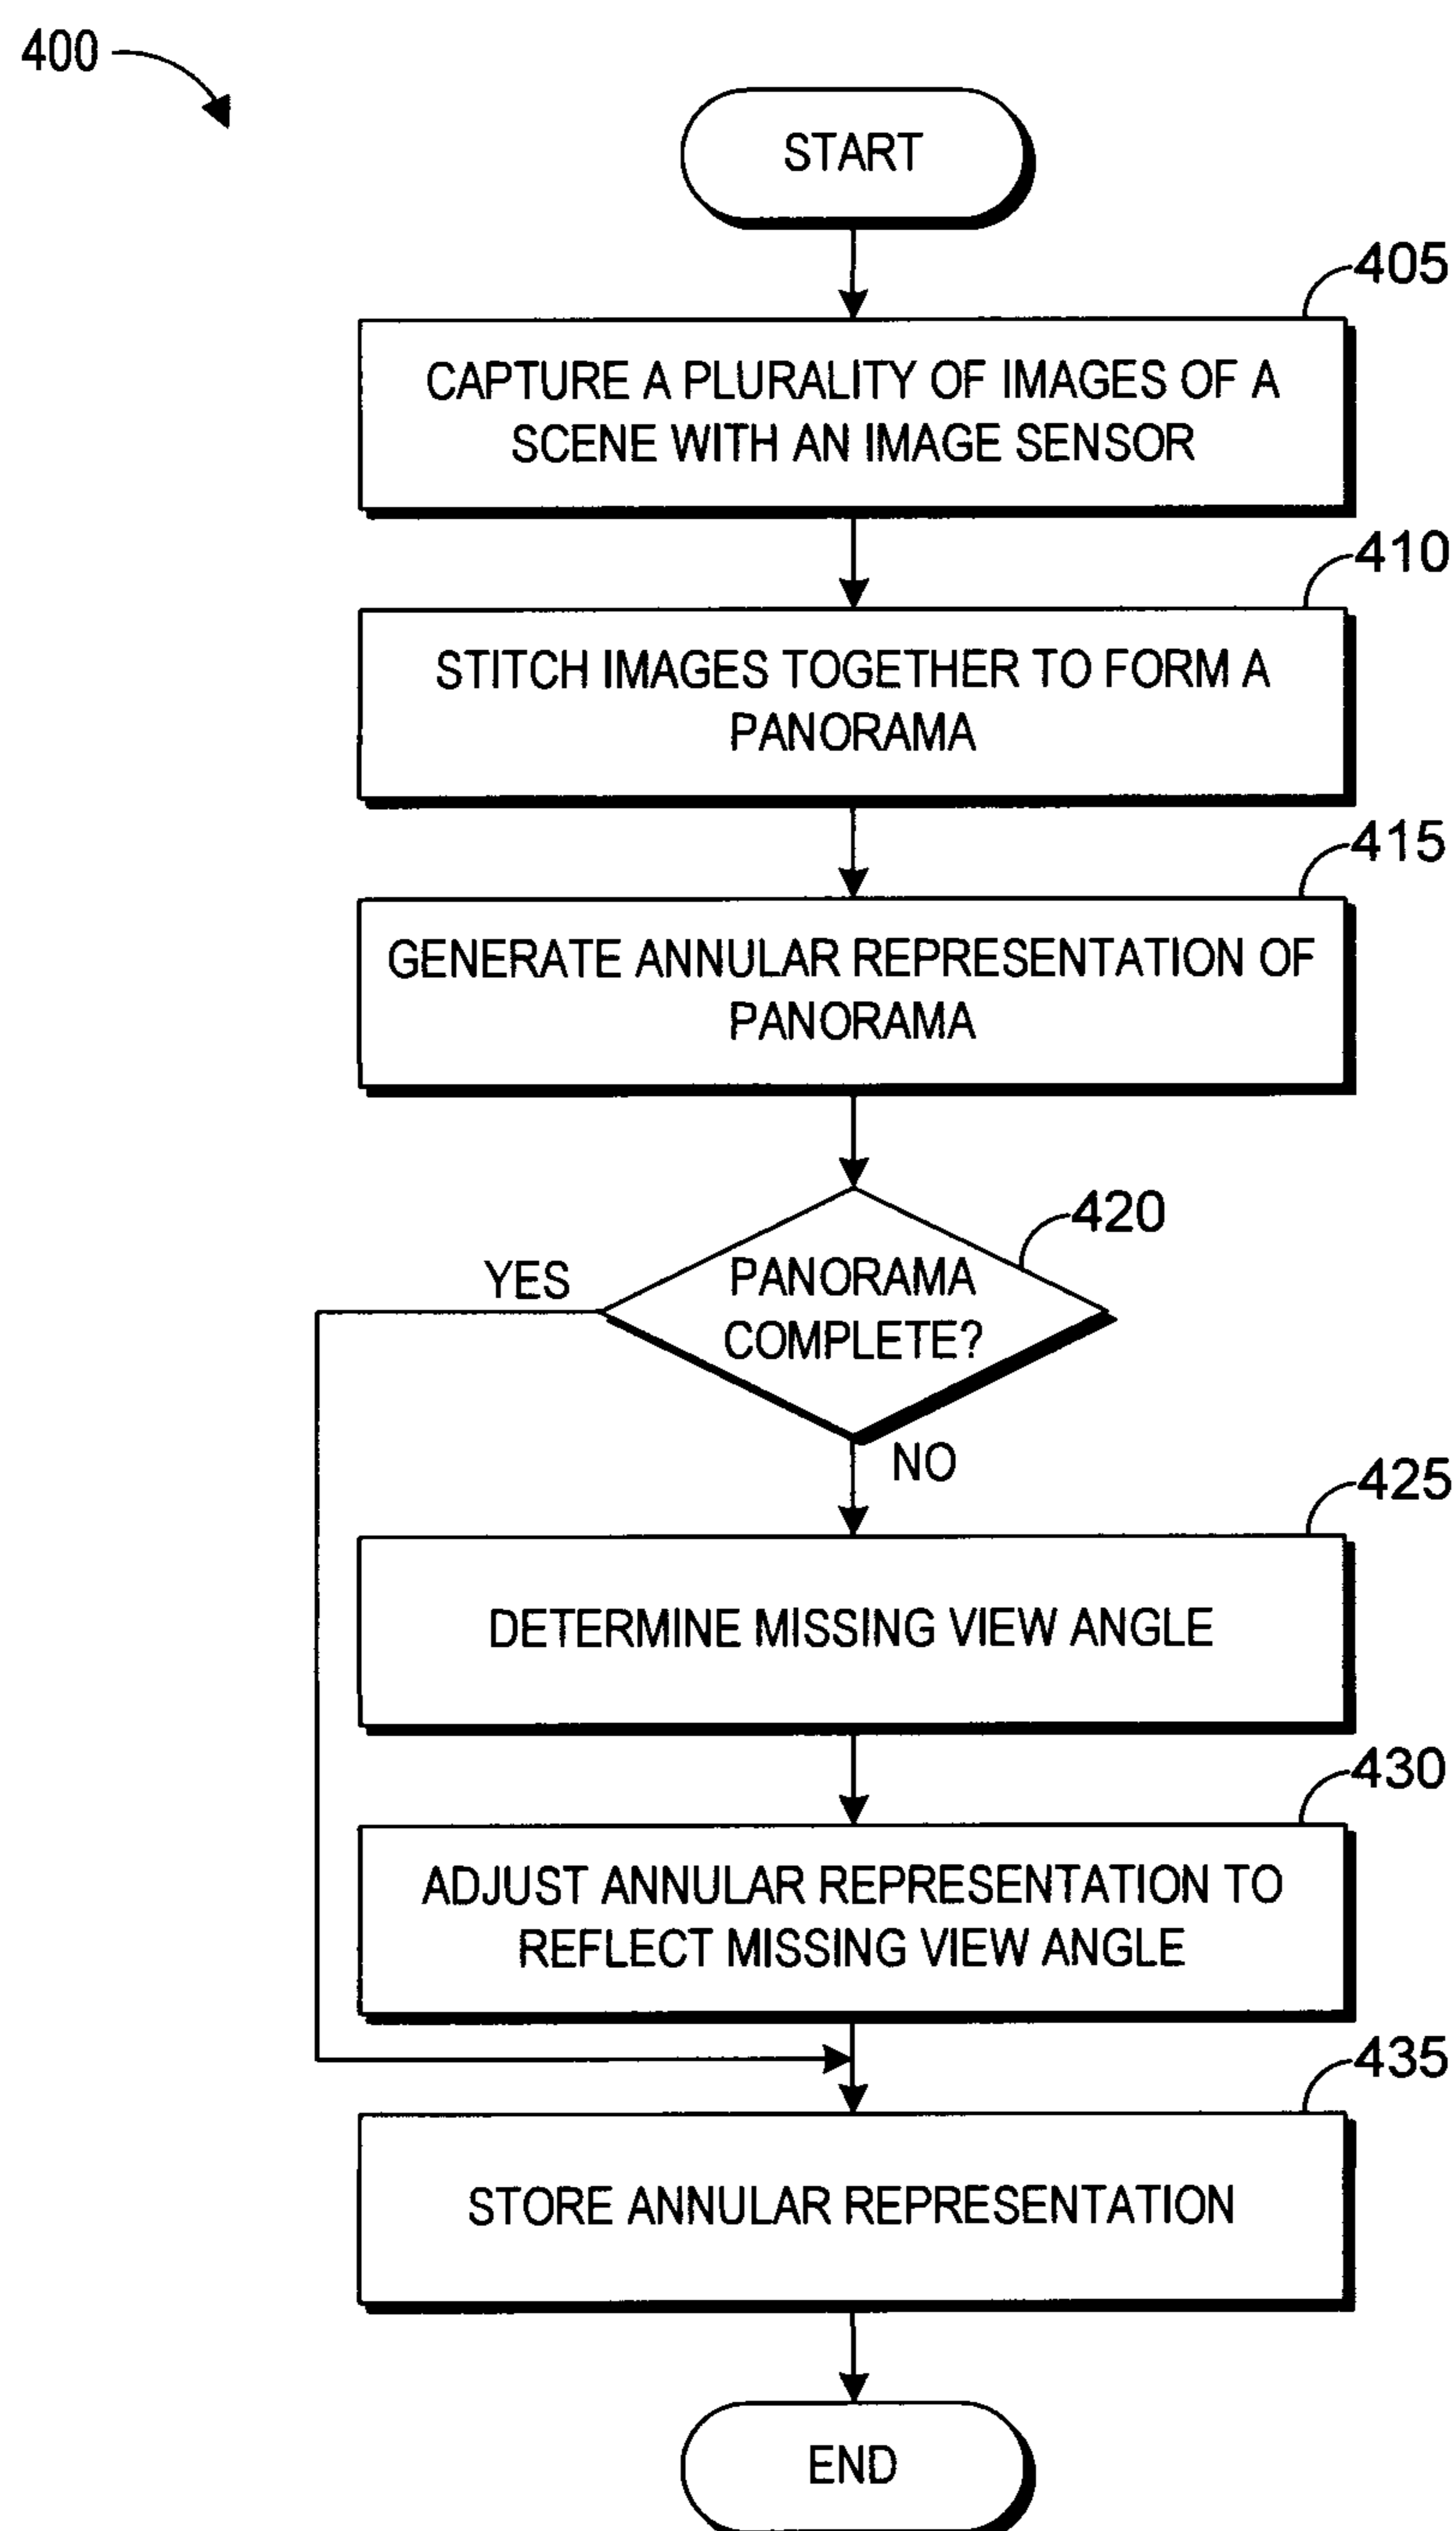 400
START
405
CAPTURE A PLURALITY OF IMAGES OF A
SCENE WITH AN IMAGE SENSOR
410
STITCH IMAGES TOGETHER TO FORM A
PANORAMA
415
GENERATE ANNULAR REPRESENTATION OF
PANORAMA
420
YES
PANORAMA
COMPLETE?
NO
425
DETERMINE MISSING VIEW ANGLE
430
ADJUST ANNULAR REPRESENTATION TO
REFLECT MISSING VIEW ANGLE
435
STORE ANNULAR REPRESENTATION
END